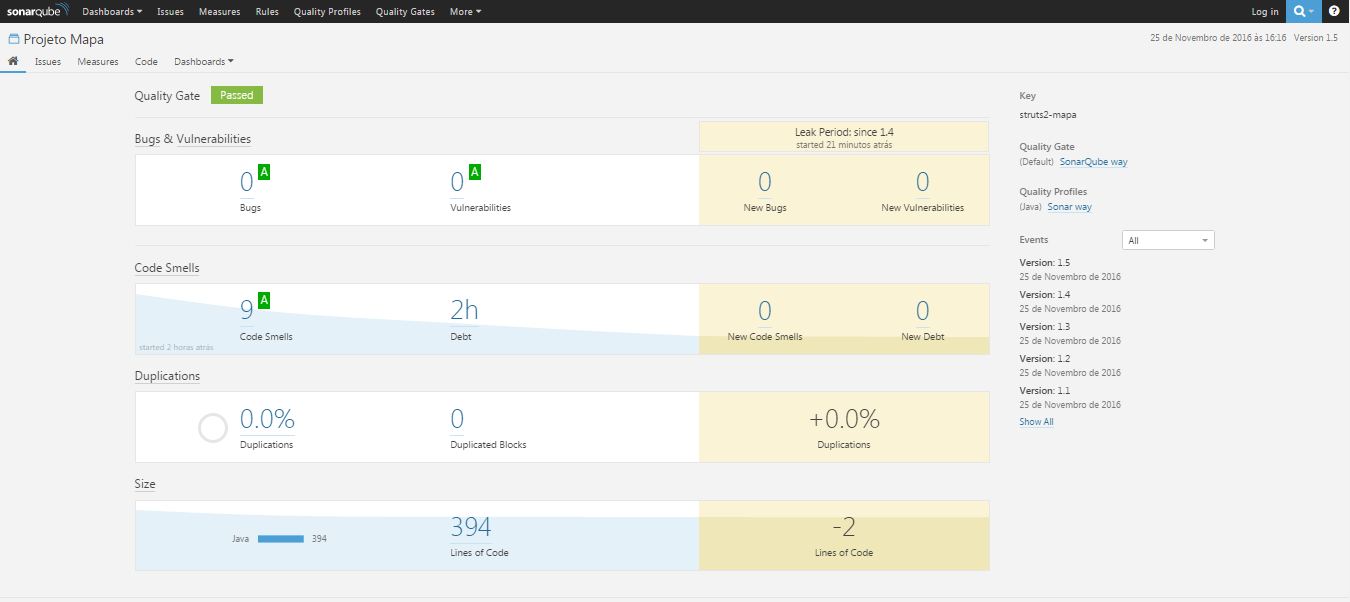 sonarqube Dashboards Issues Measures Rules Quality Profiles Quality Gates More Log in ?
Projeto Mapa 25 de Novembro de 2016 às 16:16 Version 1.5
Issues Measures Code Dashboards
Quality Gate Passed
Bugs & Vulnerabilities
Leak Period: since 1.4
started 21 minutos atrás
0 A 0 A 0 0
Bugs Vulnerabilities New Bugs New Vulnerabilities
Code Smells
9 A 2h 0 0
Code Smells Debt New Code Smells New Debt
started 2 horas atrás
Duplications
0.0% 0 +0.0%
Duplications Duplicated Blocks Duplications
Size
Java 394 394 -2
Lines of Code Lines of Code
Key
struts2-mapa
Quality Gate
(Default) SonarQube way
Quality Profiles
(Java) Sonar way
Events All
Version: 1.5
25 de Novembro de 2016
Version: 1.4
25 de Novembro de 2016
Version: 1.3
25 de Novembro de 2016
Version: 1.2
25 de Novembro de 2016
Version: 1.1
25 de Novembro de 2016
Show All